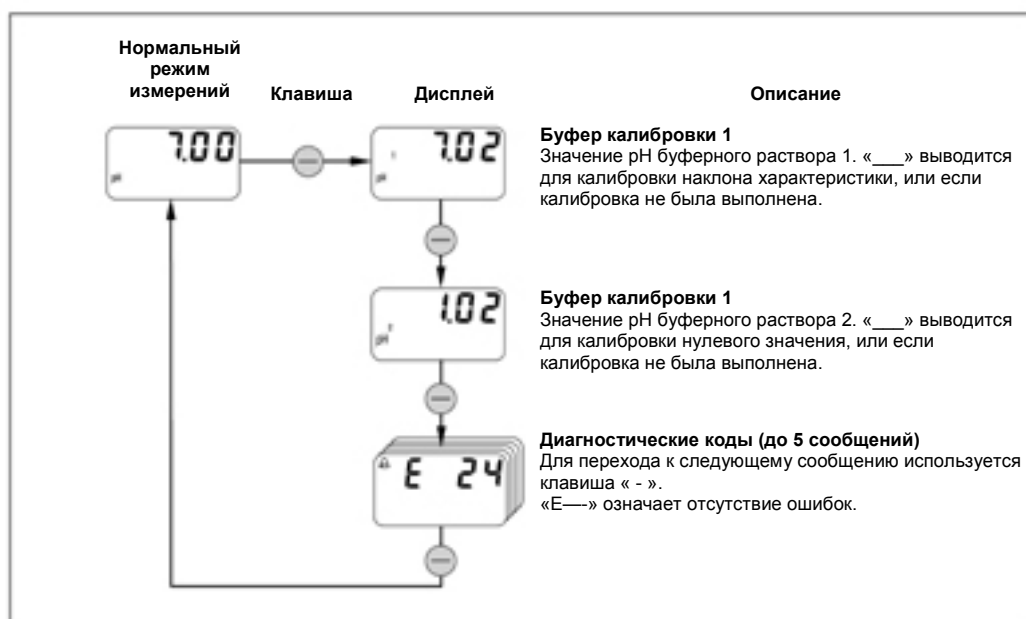 Нормальный
режим
измерений
Клавиша
Дисплей
Описание
7.00
pH
1
7.02
pH
Буфер калибровки 1
Значение pH буферного раствора 1. «___» выводится
для калибровки наклона характеристики, или если
калибровка не была выполнена.
1.02
pH
Буфер калибровки 1
Значение pH буферного раствора 2. «___» выводится
для калибровки нулевого значения, или если
калибровка не была выполнена.
E 24
Диагностические коды (до 5 сообщений)
Для перехода к следующему сообщению используется
клавиша « - ».
«E—-» означает отсутствие ошибок.